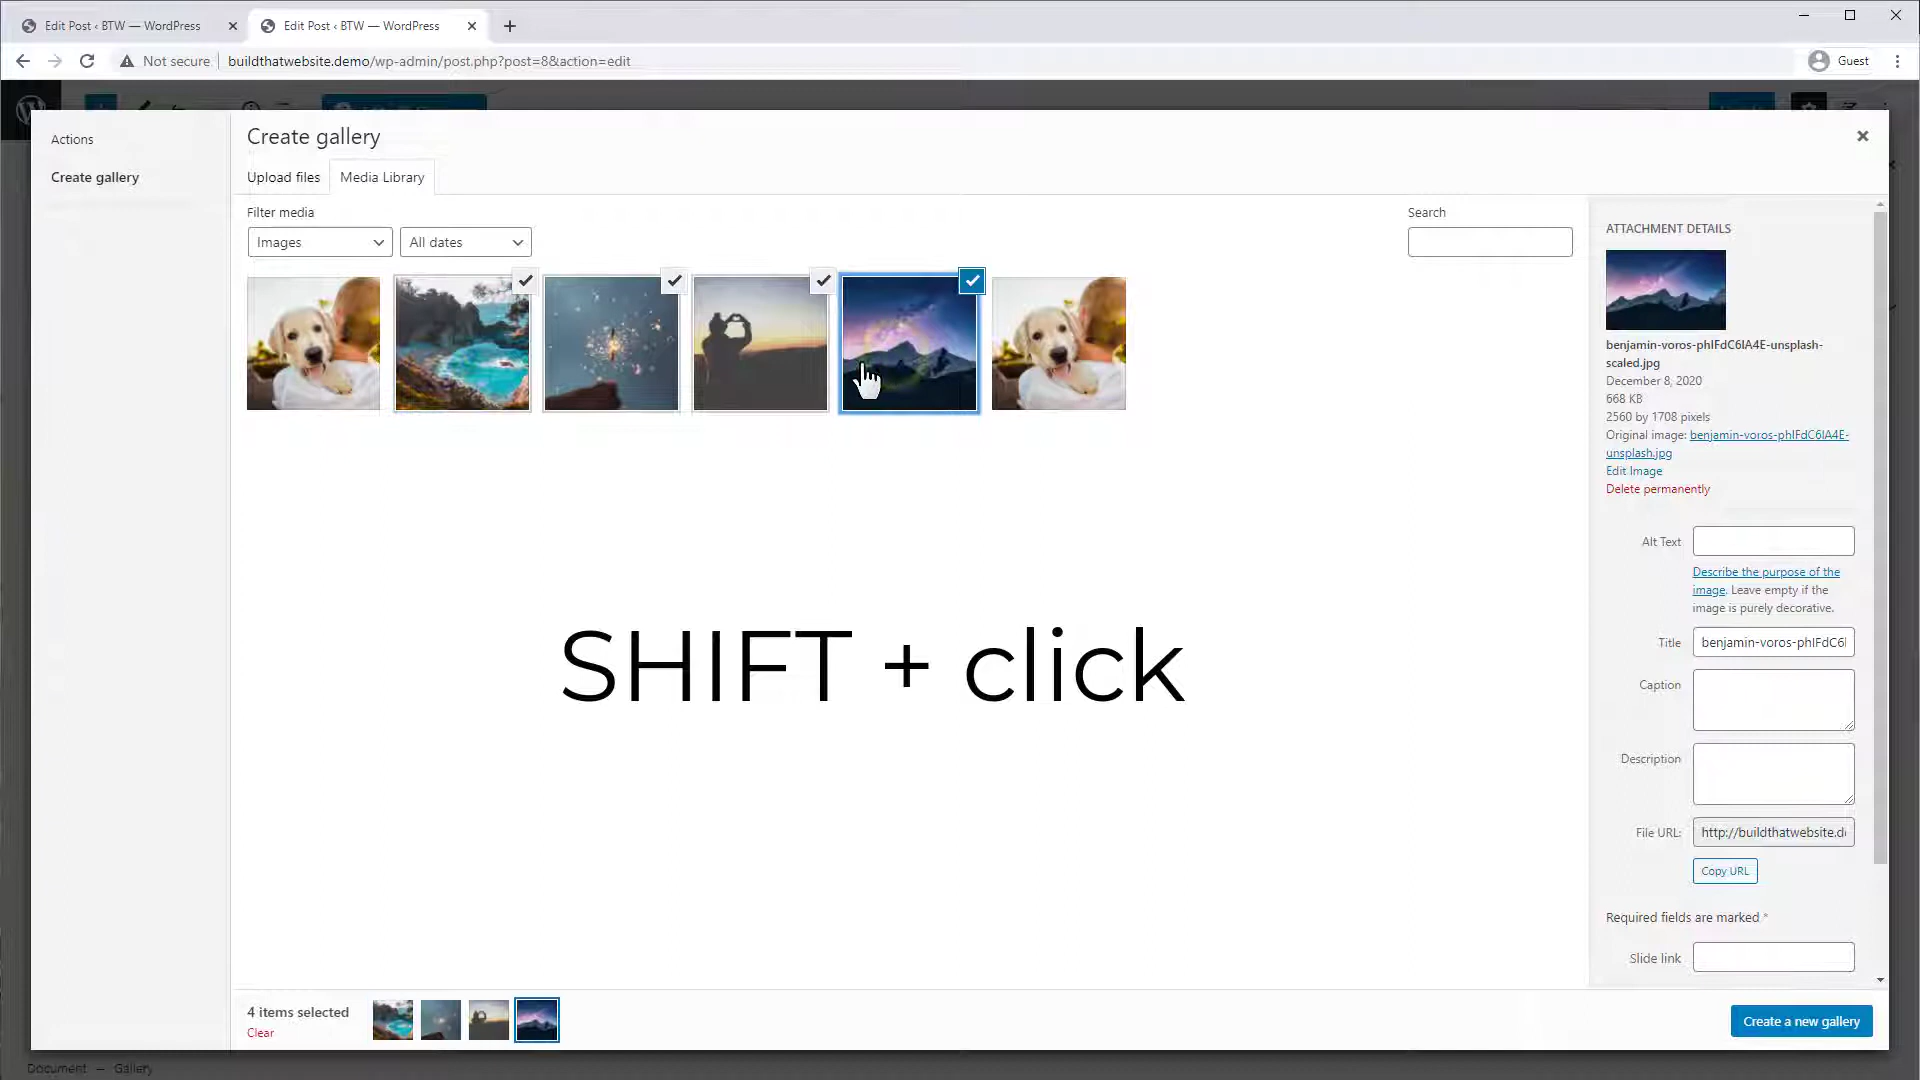 Edit Post ‹ BTW — WordPress
Edit Post ‹ BTW — WordPress
Not secure
buildthatwebsite.demo/wp-admin/post.php?post=8&action=edit
Guest
Actions
Create gallery
Create gallery
Upload files
Media Library
Filter media
Images
All dates
Search
ATTACHMENT DETAILS
benjamin-voros-phIFdC6lA4E-unsplash-
scaled.jpg
December 8, 2020
668 KB
2560 by 1708 pixels
Original image: benjamin-voros-phIFdC6lA4E-
unsplash.jpg
Edit Image
Delete permanently
Alt Text
Describe the purpose of the
image. Leave empty if the
image is purely decorative.
Title
benjamin-voros-phIFdC6l
Caption
Description
File URL:
http://buildthatwebsite.d
Copy URL
Required fields are marked *
Slide link
SHIFT + click
4 items selected
Clear
Create a new gallery
Document → Gallery